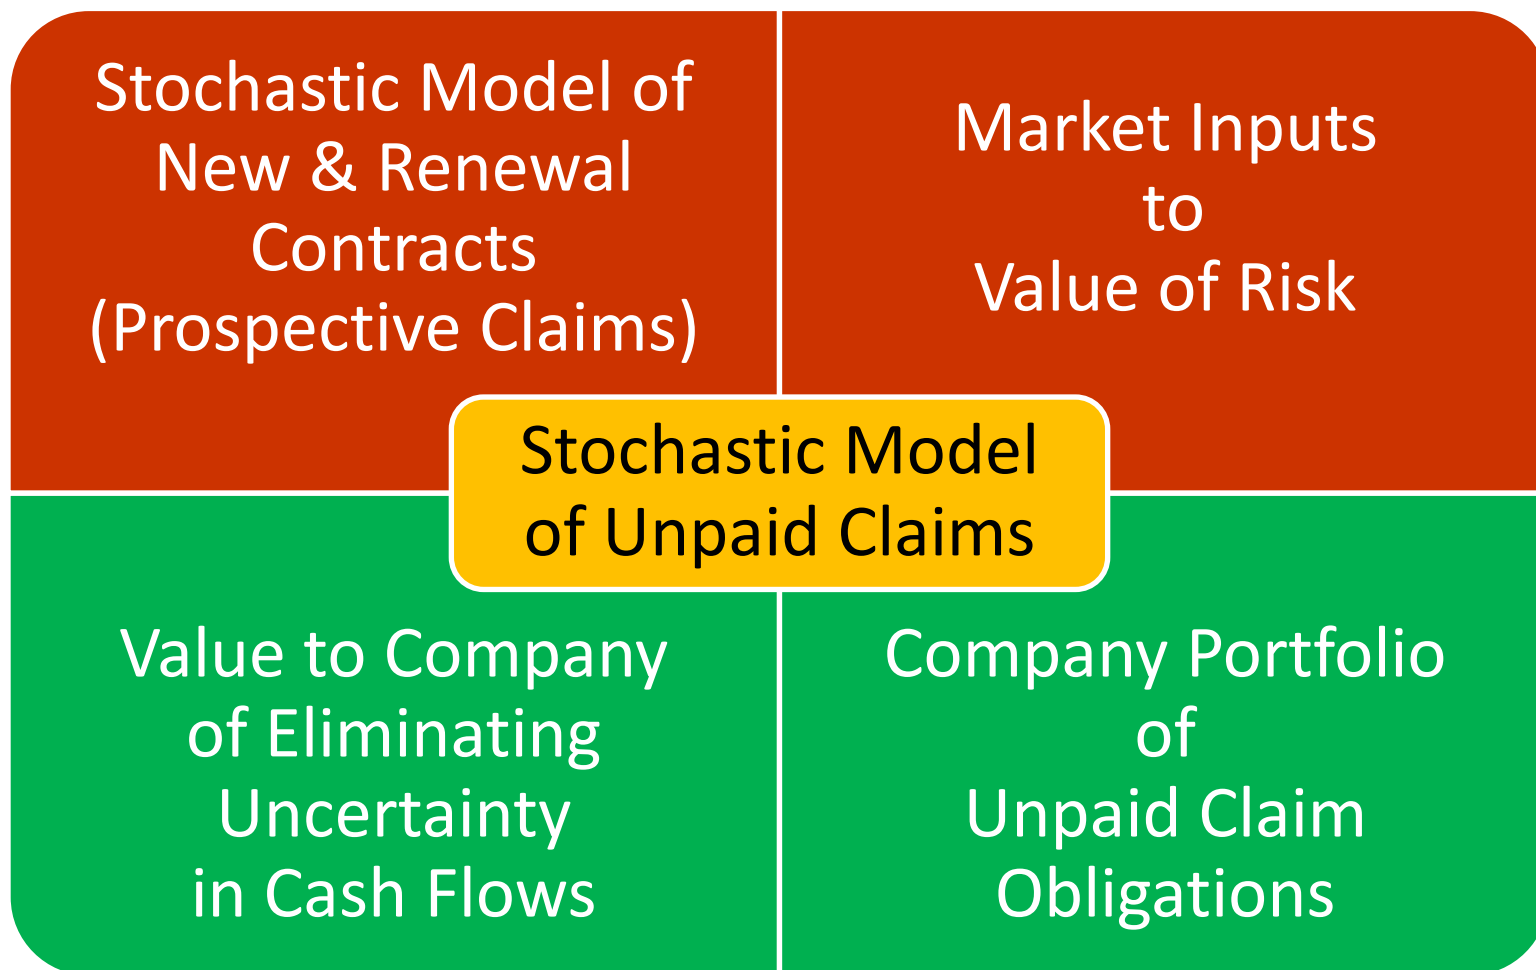 Stochastic Model of
New & Renewal
Contracts
(Prospective Claims)
Market Inputs
to
Value of Risk
Stochastic Model
of Unpaid Claims
Value to Company
of Eliminating
Uncertainty
in Cash Flows
Company Portfolio
of
Unpaid Claim
Obligations